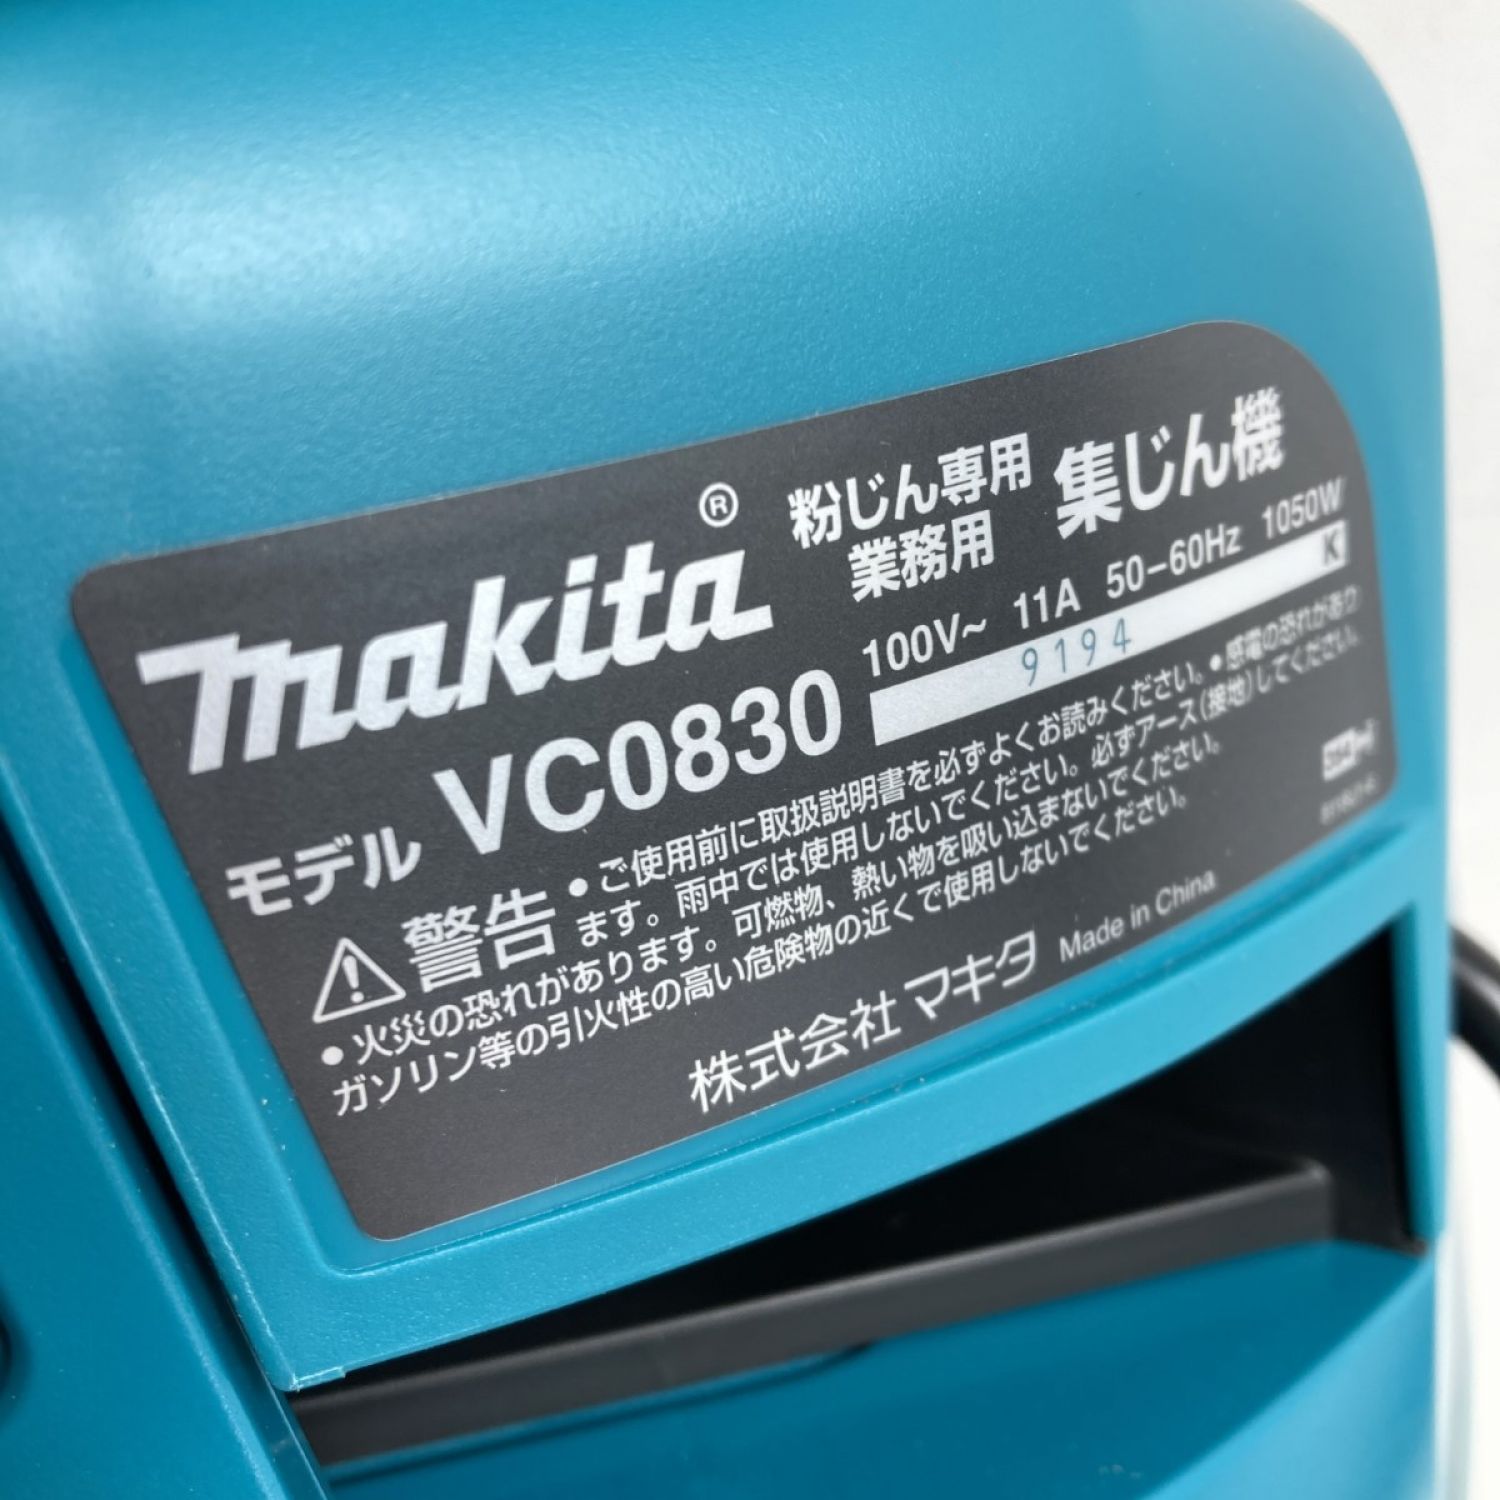 makita®
粉じん専用
業務用
集じん機
モデル VC0830
100V~ 11A 50-60Hz 1050W
9194 K
警告
●ご使用前に取扱説明書を必ずよくお読みください。●感電の恐れがあり
ます。雨中では使用しないでください。必ずアース(接地)してください。
●火災の恐れがあります。可燃物、熱い物を吸い込まないでください。
ガソリン等の引火性の高い危険物の近くで使用しないでください。
株式会社マキタ Made in China